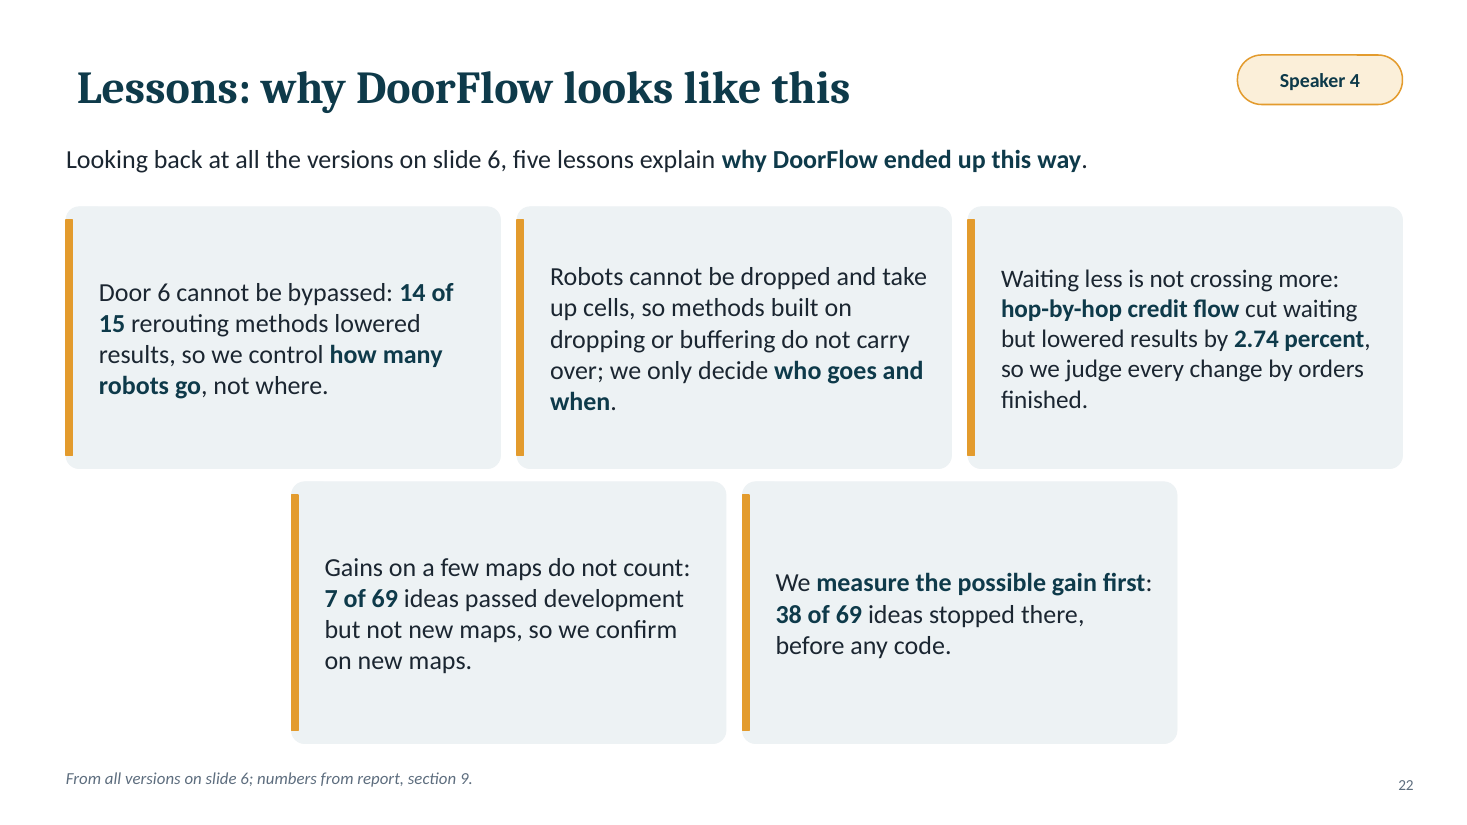 Lessons: why DoorFlow looks like this
Speaker 4
Looking back at all the versions on slide 6, five lessons explain why DoorFlow ended up this way.
Door 6 cannot be bypassed: 14 of
15 rerouting methods lowered
results, so we control how many
robots go, not where.
Robots cannot be dropped and take
up cells, so methods built on
dropping or buffering do not carry
over; we only decide who goes and
when.
Waiting less is not crossing more:
hop-by-hop credit flow cut waiting
but lowered results by 2.74 percent,
so we judge every change by orders
finished.
Gains on a few maps do not count:
7 of 69 ideas passed development
but not new maps, so we confirm
on new maps.
We measure the possible gain first:
38 of 69 ideas stopped there,
before any code.
From all versions on slide 6; numbers from report, section 9.
22